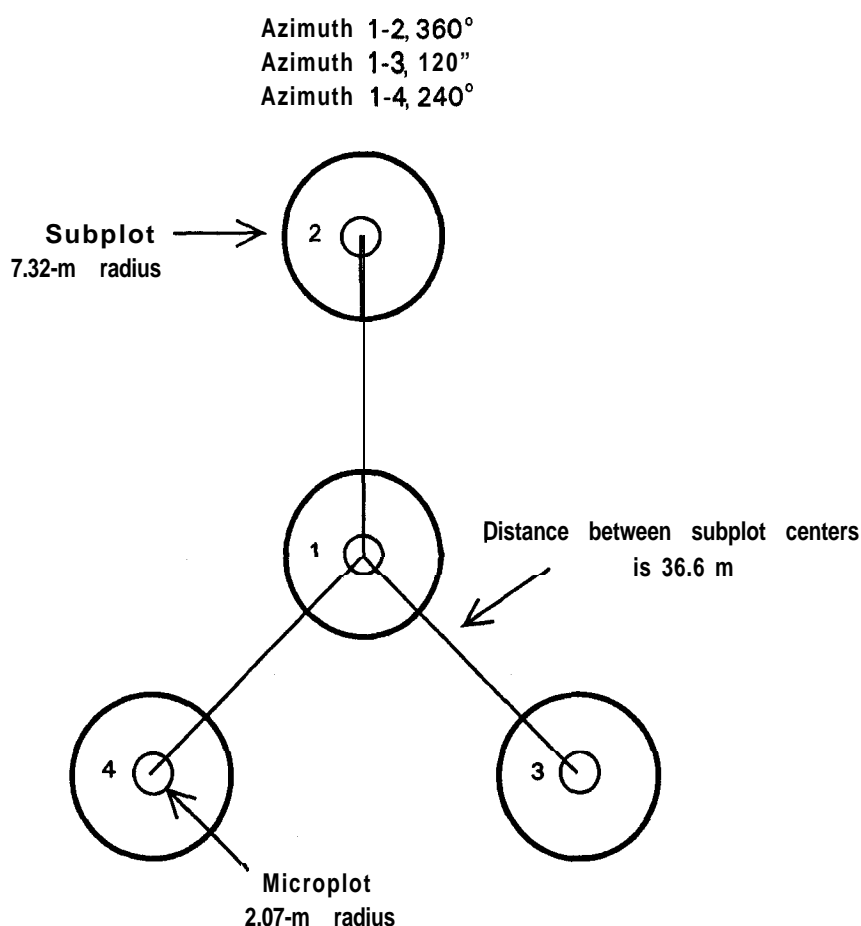 Azimuth 1-2, 360°
Azimuth 1-3, 120”
Azimuth 1-4, 240°
2
Subplot
7.32-m radius
1
Distance between subplot centers
is 36.6 m
4
3
Microplot
2.07-m radius